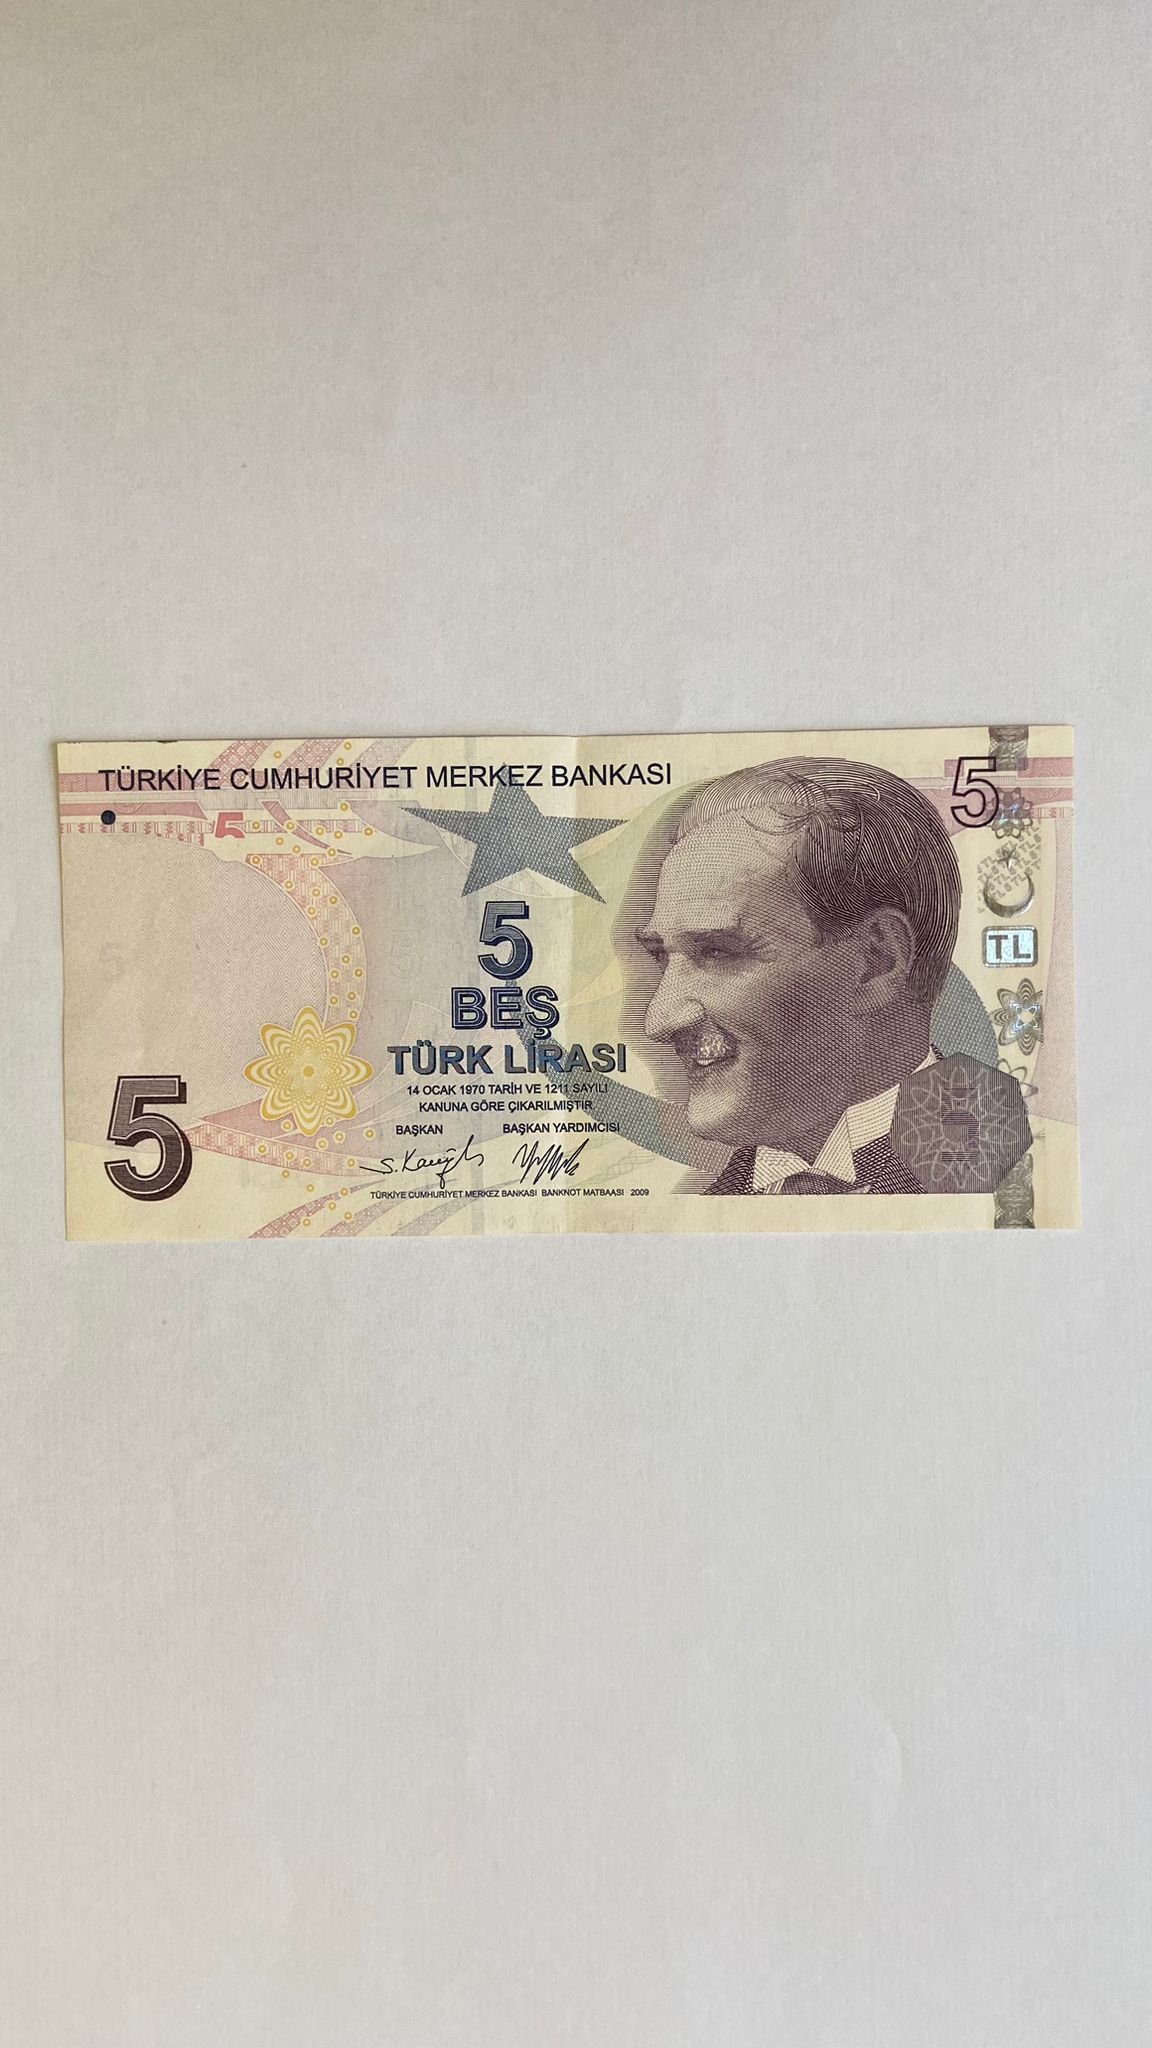 TÜRKİYE CUMHURİYET MERKEZ BANKASI
5
5
5
TL
BEŞ
TÜRK LİRASI
14 OCAK 1970 TARİH VE 1211 SAYILI
KANUNA GÖRE ÇIKARILMIŞTIR.
BAŞKAN BAŞKAN YARDIMCISI
5
TÜRKİYE CUMHURİYET MERKEZ BANKASI BANKNOT MATBAASI 2009